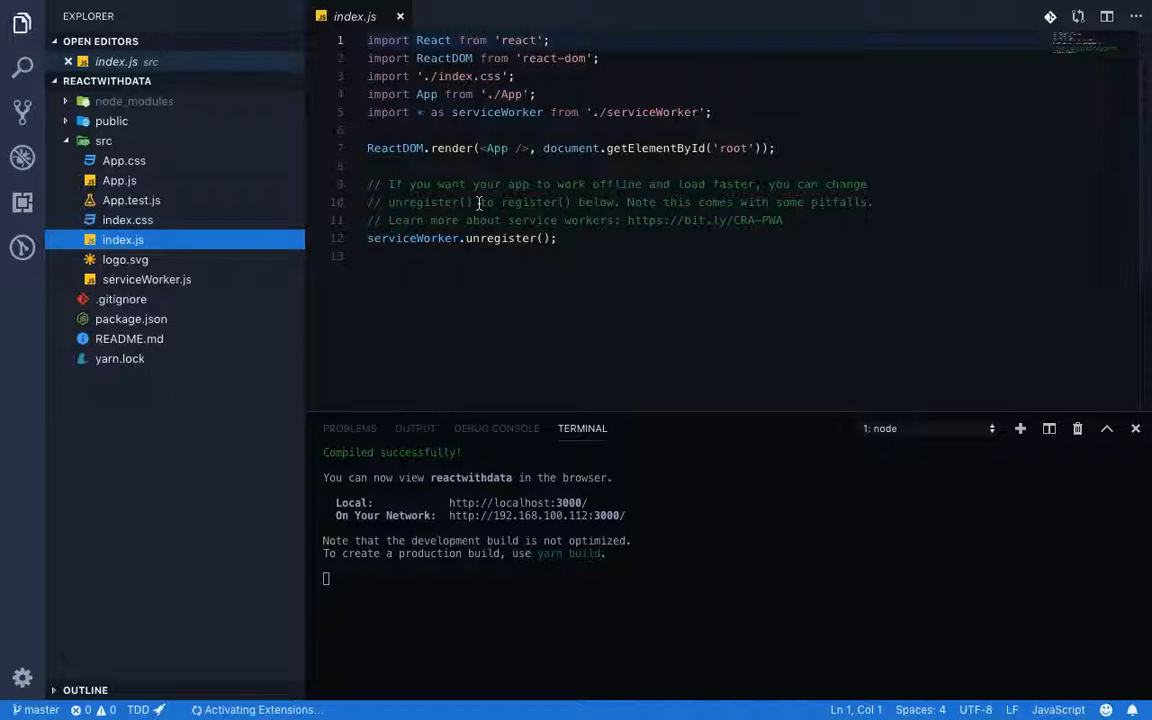 EXPLORER
OPEN EDITORS
index.js src
REACTWITHDATA
node_modules
public
src
App.css
App.js
App.test.js
index.css
index.js
logo.svg
serviceWorker.js
.gitignore
package.json
README.md
yarn.lock
OUTLINE
index.js
1 import React from 'react';
2 import ReactDOM from 'react-dom';
3 import './index.css';
4 import App from './App';
5 import * as serviceWorker from './serviceWorker';
6
7 ReactDOM.render(<App />, document.getElementById('root'));
8
9 // If you want your app to work offline and load faster, you can change
10 // unregister() to register() below. Note this comes with some pitfalls.
11 // Learn more about service workers: https://bit.ly/CRA-PWA
12 serviceWorker.unregister();
13
PROBLEMS OUTPUT DEBUG CONSOLE TERMINAL 1: node
Compiled successfully!
You can now view reactwithdata in the browser.
Local: http://localhost:3000/
On Your Network: http://192.168.100.112:3000/
Note that the development build is not optimized.
To create a production build, use yarn build.
master 0 0 TDD Activating Extensions... Ln 1, Col 1 Spaces: 4 UTF-8 LF JavaScript